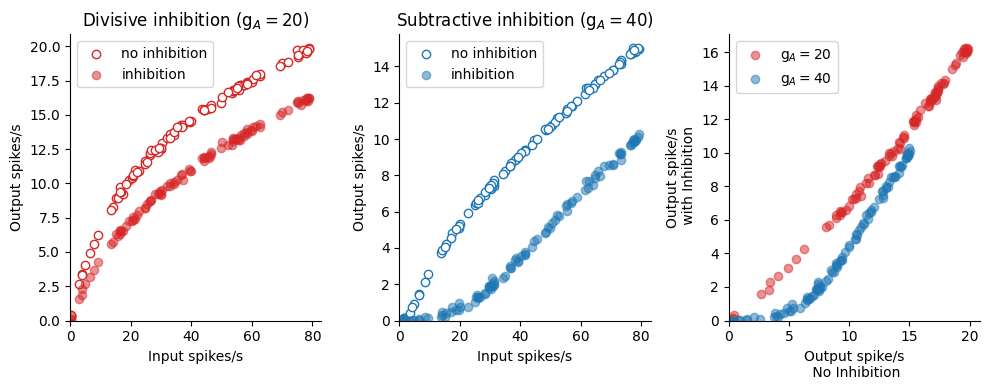 Divisive inhibition (gA = 20)
no inhibition
inhibition
20.0
17.5
15.0
12.5
10.0
7.5
5.0
2.5
0.0
Output spikes/s
0 20 40 60 80
Input spikes/s
Subtractive inhibition (gA = 40)
no inhibition
inhibition
14
12
10
8
6
4
2
0
Output spikes/s
0 20 40 60 80
Input spikes/s
gA = 20
gA = 40
16
14
12
10
8
6
4
2
0
Output spike/s
with Inhibition
0 5 10 15 20
Output spike/s
No Inhibition